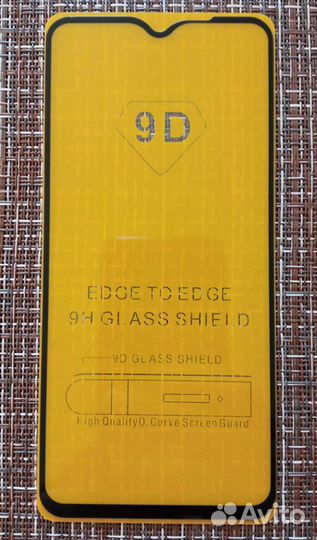 9D
EDGE TO EDGE
9H GLASS SHIELD
9D GLASS SHIELD
High Quality O. Curve Screen Guard
Avito